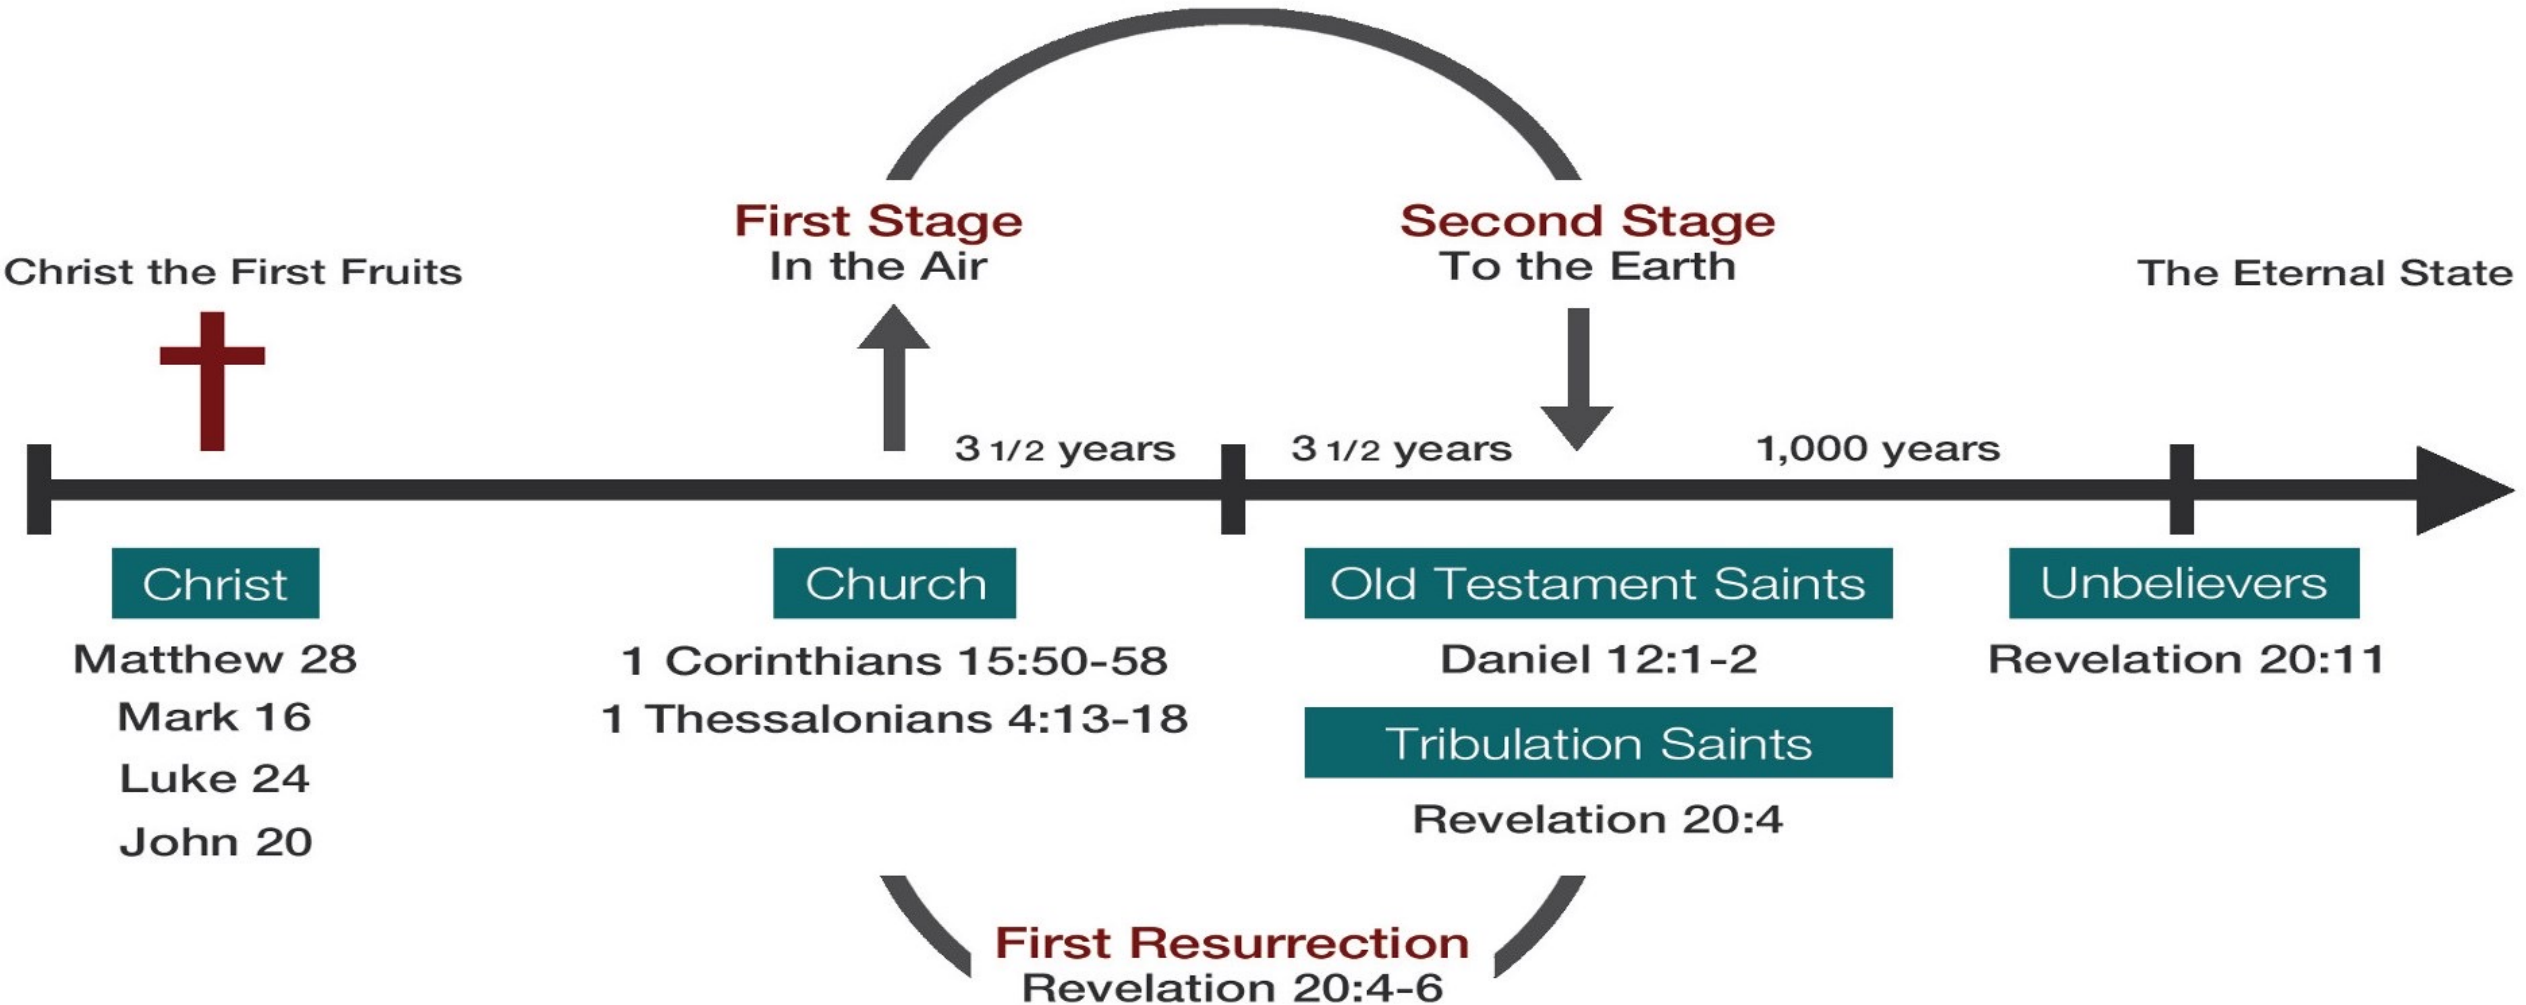 First Stage
In the Air
Second Stage
To the Earth
Christ the First Fruits
The Eternal State
3 1/2 years
3 1/2 years
1,000 years
Christ
Matthew 28
Mark 16
Luke 24
John 20
Church
1 Corinthians 15:50-58
1 Thessalonians 4:13-18
Old Testament Saints
Daniel 12:1-2
Tribulation Saints
Revelation 20:4
Unbelievers
Revelation 20:11
First Resurrection
Revelation 20:4-6